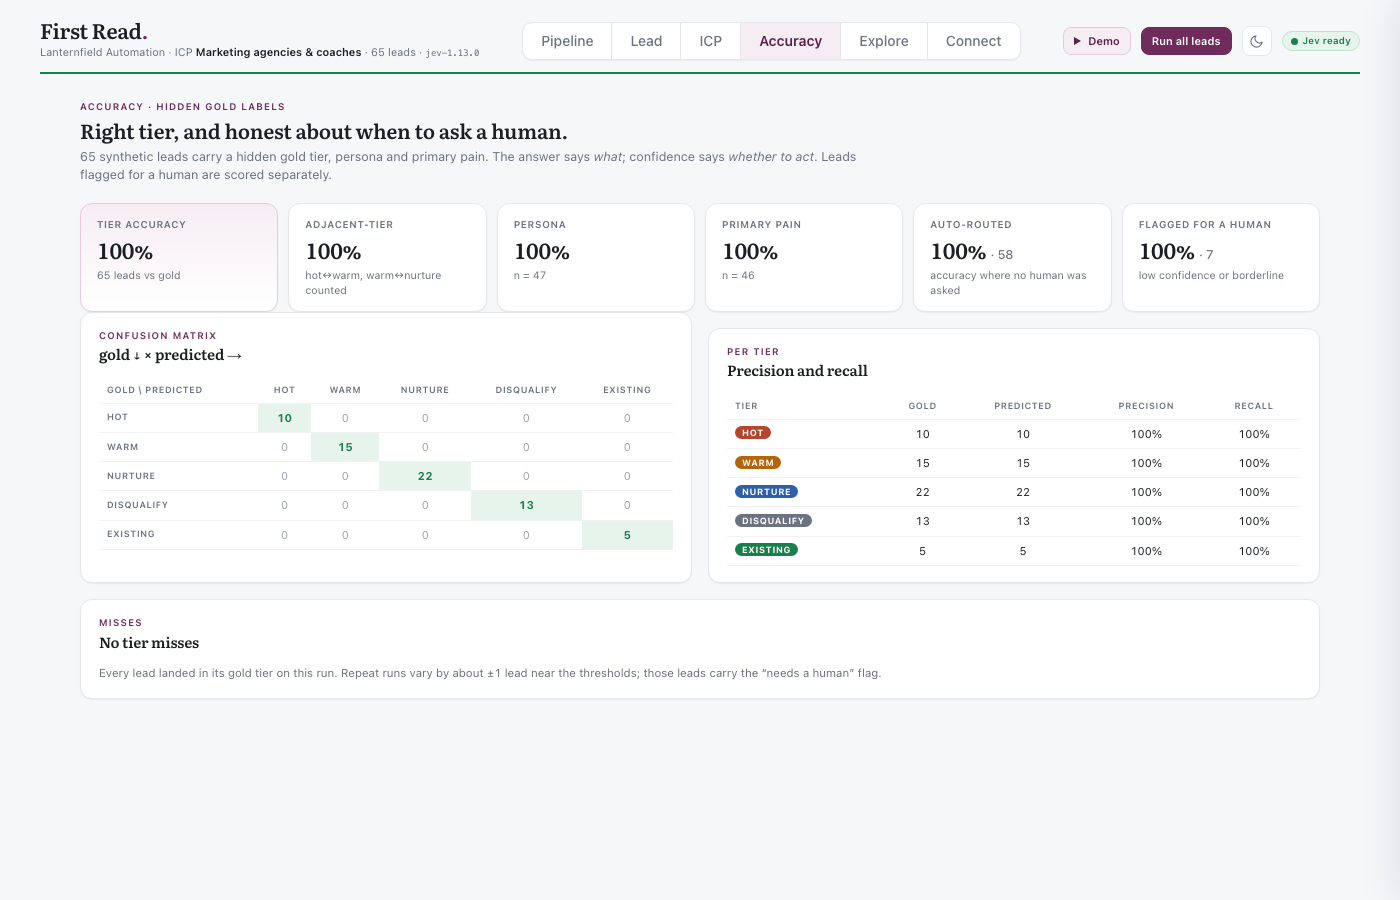 First Read.
Lanternfield Automation · ICP Marketing agencies & coaches · 65 leads · jev-1.13.0
Pipeline
Lead
ICP
Accuracy
Explore
Connect
Demo
Run all leads
Jev ready
ACCURACY · HIDDEN GOLD LABELS
Right tier, and honest about when to ask a human.
65 synthetic leads carry a hidden gold tier, persona and primary pain. The answer says what; confidence says whether to act. Leads
flagged for a human are scored separately.
TIER ACCURACY
100%
65 leads vs gold
ADJACENT-TIER
100%
hot↔warm, warm↔nurture
counted
PERSONA
100%
n = 47
PRIMARY PAIN
100%
n = 46
AUTO-ROUTED
100% · 58
accuracy where no human was
asked
FLAGGED FOR A HUMAN
100% · 7
low confidence or borderline
CONFUSION MATRIX
gold ↓ × predicted →
GOLD \ PREDICTED HOT WARM NURTURE DISQUALIFY EXISTING
HOT 10 0 0 0 0
WARM 0 15 0 0 0
NURTURE 0 0 22 0 0
DISQUALIFY 0 0 0 13 0
EXISTING 0 0 0 0 5
PER TIER
Precision and recall
TIER GOLD PREDICTED PRECISION RECALL
HOT 10 10 100% 100%
WARM 15 15 100% 100%
NURTURE 22 22 100% 100%
DISQUALIFY 13 13 100% 100%
EXISTING 5 5 100% 100%
MISSES
No tier misses
Every lead landed in its gold tier on this run. Repeat runs vary by about ±1 lead near the thresholds; those leads carry the “needs a human” flag.